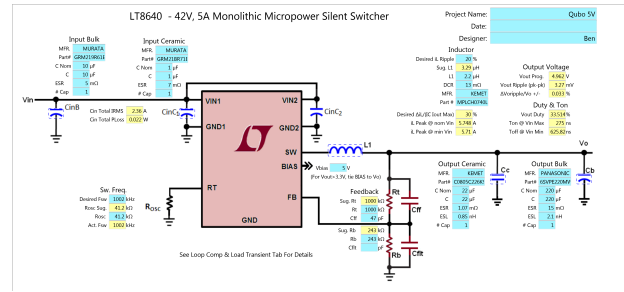 LT8640 - 42V, 5A Monolithic Micropower Silent Switcher
Project Name: Qubo 5V
Date:
Designer: Ben
Input Bulk
MFR. MURATA
Part# GRM219R61E
C Nom 10 µF
C 10 µF
ESR 5 mΩ
# Cap 1
Input Ceramic
MFR. MURATA
Part# GRM21BR71E
C Nom 1 µF
C 1 µF
ESR 7 mΩ
# Cap 1
Inductor
Desired iL Ripple 20 %
Sug. L1 3.29 µH
L1 2.2 µH
DCR 13 mΩ
MFR. KEMET
Part # MPLCH0740L
Desired ΔIL/ΣC (out Max) 30 %
iL Peak @ nom Vin 5.748 A
iL Peak @ min Vin 5.71 A
Output Voltage
Vout Prog. 4.962 V
Vout Ripple (pk-pk) 3.27 mV
ΔVoripple/Vo +/- 0.033 %
Duty & Ton
Duty 33.514%
Ton @ Vin Max 275 ns
Toff @ Vin Min 625.82ns
Vin
CinB
Cin Total IRMS 2.36 A
Cin Total PLoss 0.022 W
CinC1
VIN1
VIN2
CinC2
GND1
GND2
SW
L1
Vo
BIAS
Vbias 5 V
(For Vout>3.3V, tie BIAS to Vo)
RT
FB
GND
Rosc
Sw. Freq.
Desired Fsw 1002 kHz
Rosc Sug. 41.2 kΩ
Rosc 41.2 kΩ
Act. Fsw 1002 kHz
Feedback
Sug. Rt 1000 kΩ
Rt 1000 kΩ
Cff 47 pF
Sug. Rb 243 kΩ
Rb 243 kΩ
Cflt pF
Rt
Cff
Rb
Cflt
Output Ceramic
MFR. KEMET
Part# C0805C226K
C Nom 22 µF
C 22 µF
ESR 1.07 mΩ
ESL 0.85 nH
# Cap 1
Cc
Output Bulk
MFR. PANASONIC
Part# 6SVPE220MY
C Nom 220 µF
C 220 µF
ESR 15 mΩ
ESL 2.1 nH
# Cap 1
Cb
See Loop Comp & Load Transient Tab For Details